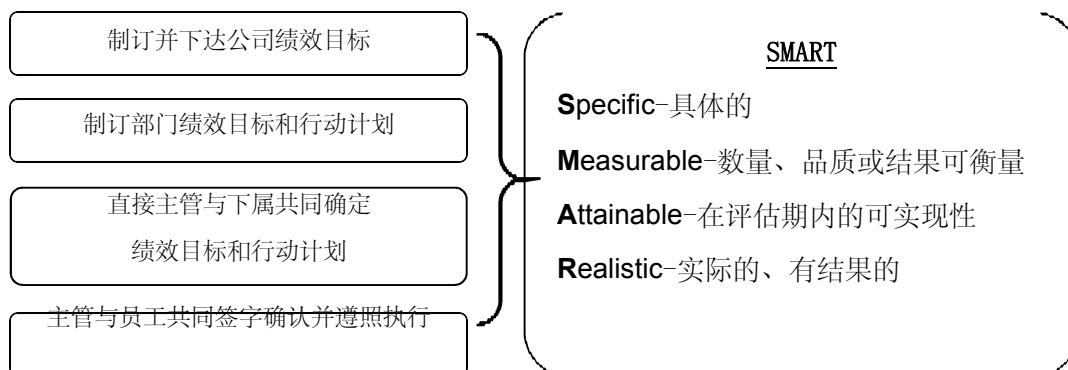 制订并下达公司绩效目标
制订部门绩效目标和行动计划
直接主管与下属共同确定
绩效目标和行动计划
主管与员工共同签字确认并遵照执行
SMART
Specific-具体的
Measurable-数量、品质或结果可衡量
Attainable-在评估期内的可实现性
Realistic-实际的、有结果的